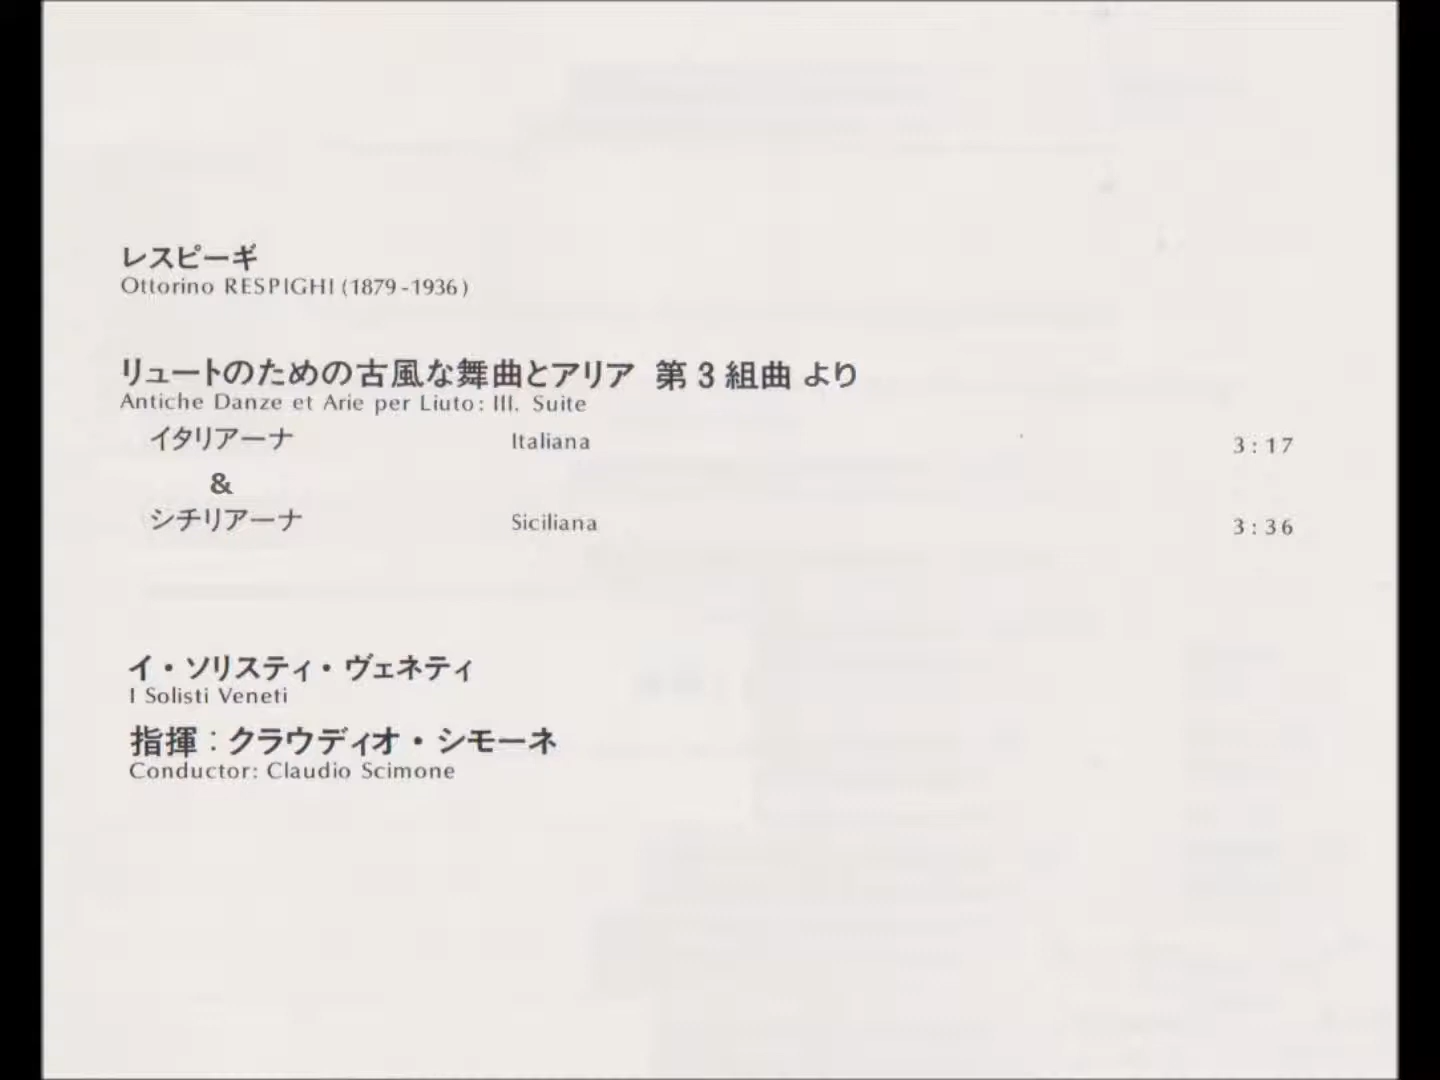 レスピーギ
Ottorino RESPIGHI (1879-1936)
リュートのための古風な舞曲とアリア 第3組曲 より
Antiche Danze et Arie per Liuto: III. Suite
イタリアーナ Italiana 3:17
&
シチリアーナ Siciliana 3:36
イ・ソリスティ・ヴェネティ
I Solisti Veneti
指揮:クラウディオ・シモーネ
Conductor: Claudio Scimone